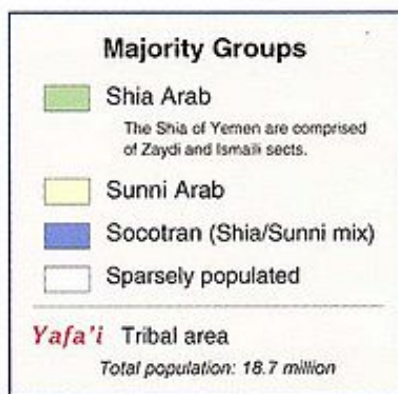 Majority Groups
Shia Arab
The Shia of Yemen are comprised
of Zaydi and Ismaili sects.
Sunni Arab
Socotran (Shia/Sunni mix)
Sparsely populated
Yafa'i Tribal area
Total population: 18.7 million